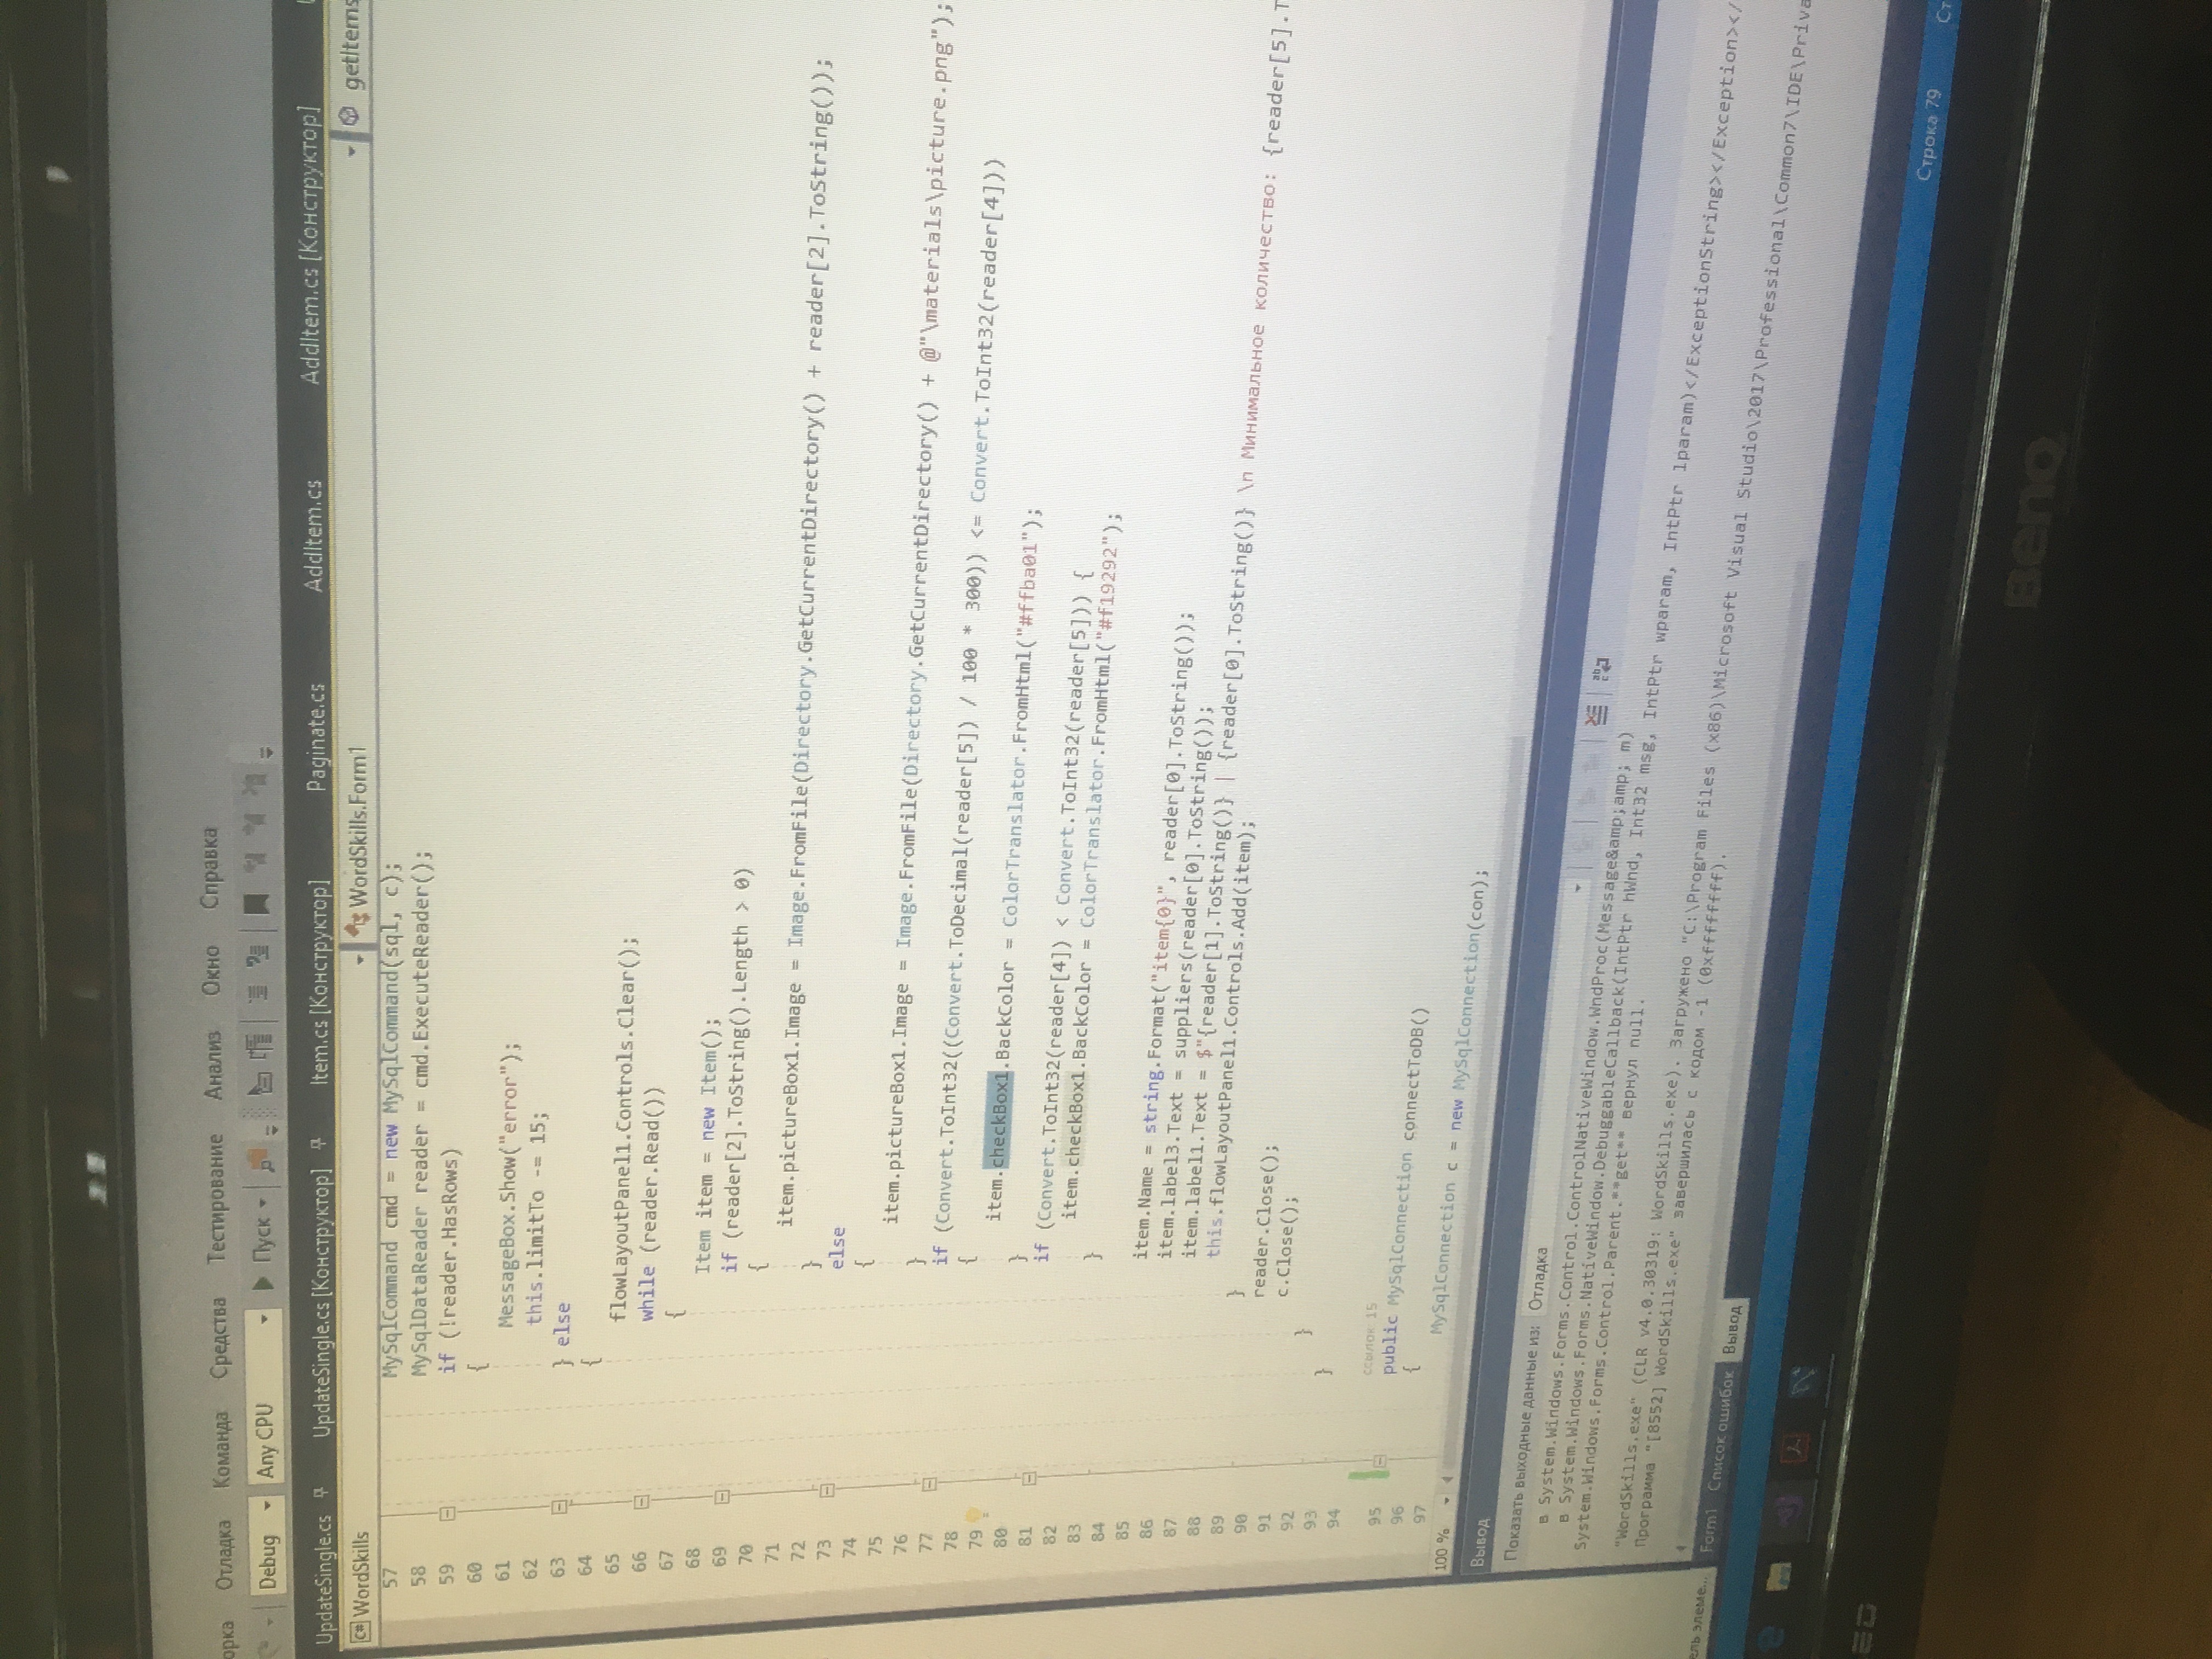 Отладка Команда Средства Тестирование Анализ Окно Справка
Debug Any CPU Пуск
UpdateSingle.cs UpdateSingle.cs [Конструктор] Item.cs [Конструктор] Paginate.cs AddItem.cs AddItem.cs [Конструктор]
C# WordSkills WordSkills.Form1 getItems
57 MySqlCommand cmd = new MySqlCommand(sql, c);
58 MySqlDataReader reader = cmd.ExecuteReader();
59 if (!reader.HasRows)
60 {
61 MessageBox.Show("error");
62 this.limitTo -= 15;
63 } else
64 {
65 flowLayoutPanel1.Controls.Clear();
66 while (reader.Read())
67 {
68 Item item = new Item();
69 if (reader[2].ToString().Length > 0)
70 {
71 item.pictureBox1.Image = Image.FromFile(Directory.GetCurrentDirectory() + reader[2].ToString());
72 }
73 else
74 {
75 item.pictureBox1.Image = Image.FromFile(Directory.GetCurrentDirectory() + @"\materials\picture.png");
76 }
77 if (Convert.ToInt32((Convert.ToDecimal(reader[5]) / 100 * 300)) <= Convert.ToInt32(reader[4]))
78 {
79 item.checkBox1.BackColor = ColorTranslator.FromHtml("#ffba01");
80 }
81 if (Convert.ToInt32(reader[4]) < Convert.ToInt32(reader[5])) {
82 item.checkBox1.BackColor = ColorTranslator.FromHtml("#f19292");
83 }
84
85 item.Name = string.Format("item{0}", reader[0].ToString());
86 item.label3.Text = suppliers(reader[0].ToString());
87 item.label1.Text = $"{reader[1].ToString()} | {reader[0].ToString()} \n Минимальное количество: {reader[5].T
88 this.flowLayoutPanel1.Controls.Add(item);
89 }
90 reader.Close();
91 c.Close();
92 }
93 }
94
ссылок 15
95 public MySqlConnection connectToDB()
96 {
97 MySqlConnection c = new MySqlConnection(con);
100 %
Вывод
Показать выходные данные из: Отладка
в System.Windows.Forms.Control.ControlNativeWindow.WndProc(Message&amp;amp; m)
в System.Windows.Forms.NativeWindow.DebuggableCallback(IntPtr hWnd, Int32 msg, IntPtr wparam, IntPtr lparam)</ExceptionString></Exception></
System.Windows.Forms.Control.Parent.**get** вернул null.
"WordSkills.exe" (CLR v4.0.30319: WordSkills.exe). Загружено "C:\Program Files (x86)\Microsoft Visual Studio\2017\Professional\Common7\IDE\Priva
Программа "[8552] WordSkills.exe" завершилась с кодом -1 (0xffffffff).
Form1 Список ошибок Вывод
Строка 79
BenQ